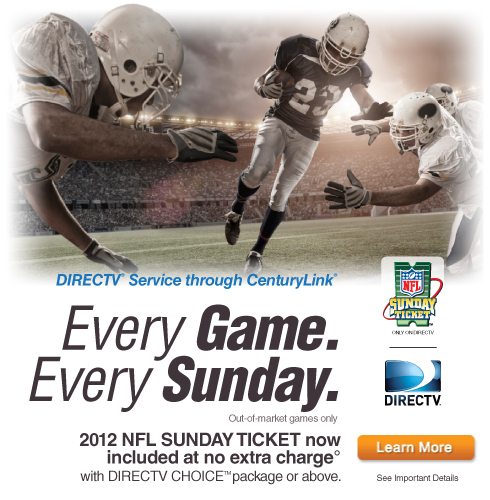 23
DIRECTV® Service through CenturyLink®
Every Game.
Every Sunday.
Out-of-market games only
2012 NFL SUNDAY TICKET now
included at no extra charge°
with DIRECTV CHOICE™ package or above.
NFL
SUNDAY
TICKET™
ONLY ON DIRECTV
DIRECTV.
Learn More
See Important Details